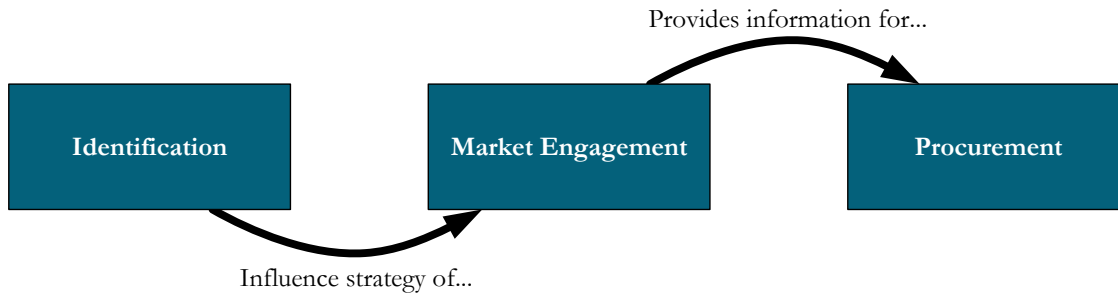 Provides information for...
Identification
Market Engagement
Procurement
Influence strategy of...